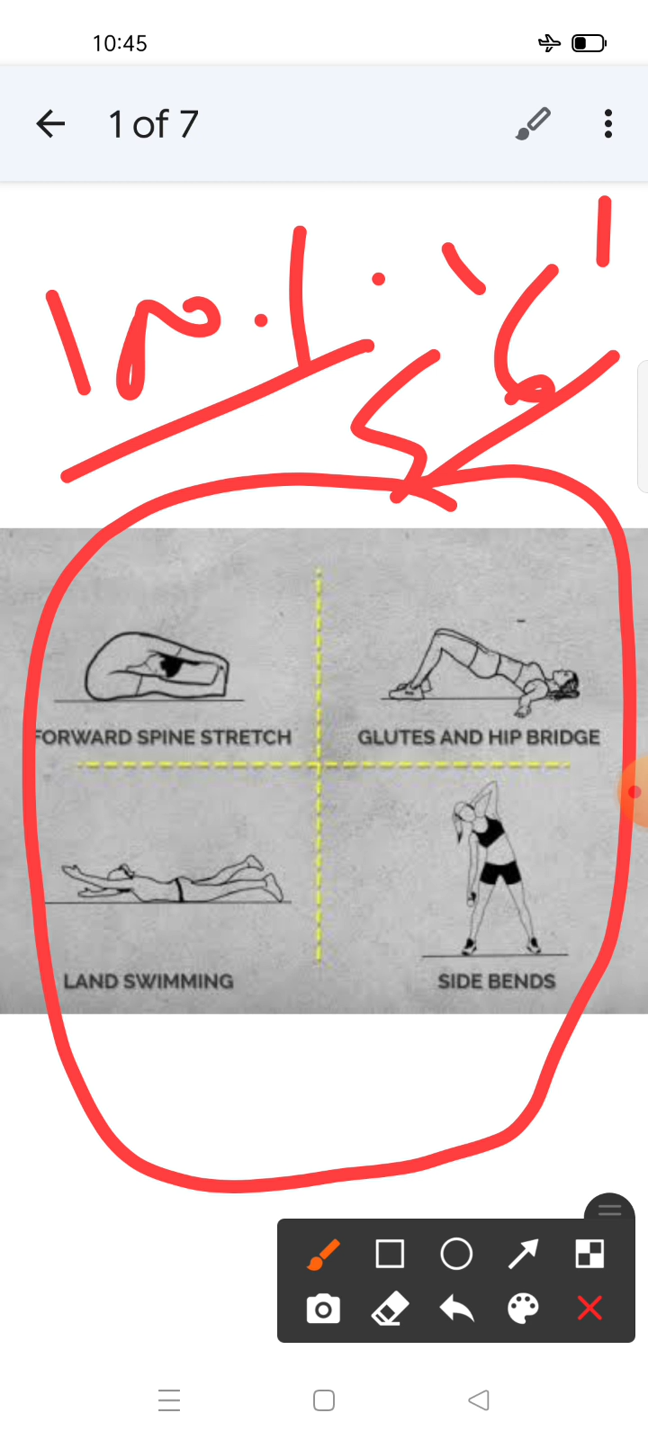 10:45
1 of 7
FORWARD SPINE STRETCH
GLUTES AND HIP BRIDGE
LAND SWIMMING
SIDE BENDS